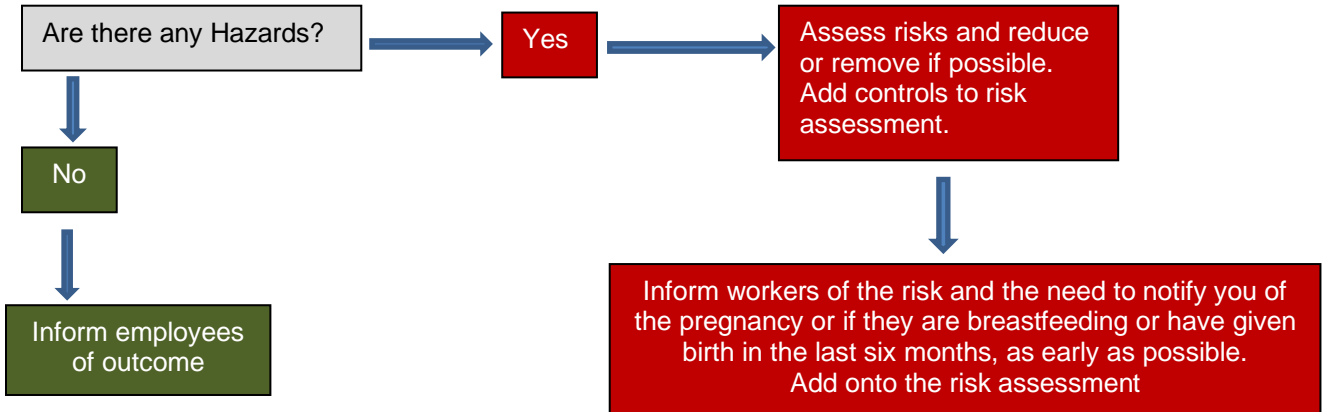 Are there any Hazards?
Yes
Assess risks and reduce
or remove if possible.
Add controls to risk
assessment.
No
Inform employees
of outcome
Inform workers of the risk and the need to notify you of
the pregnancy or if they are breastfeeding or have given
birth in the last six months, as early as possible.
Add onto the risk assessment